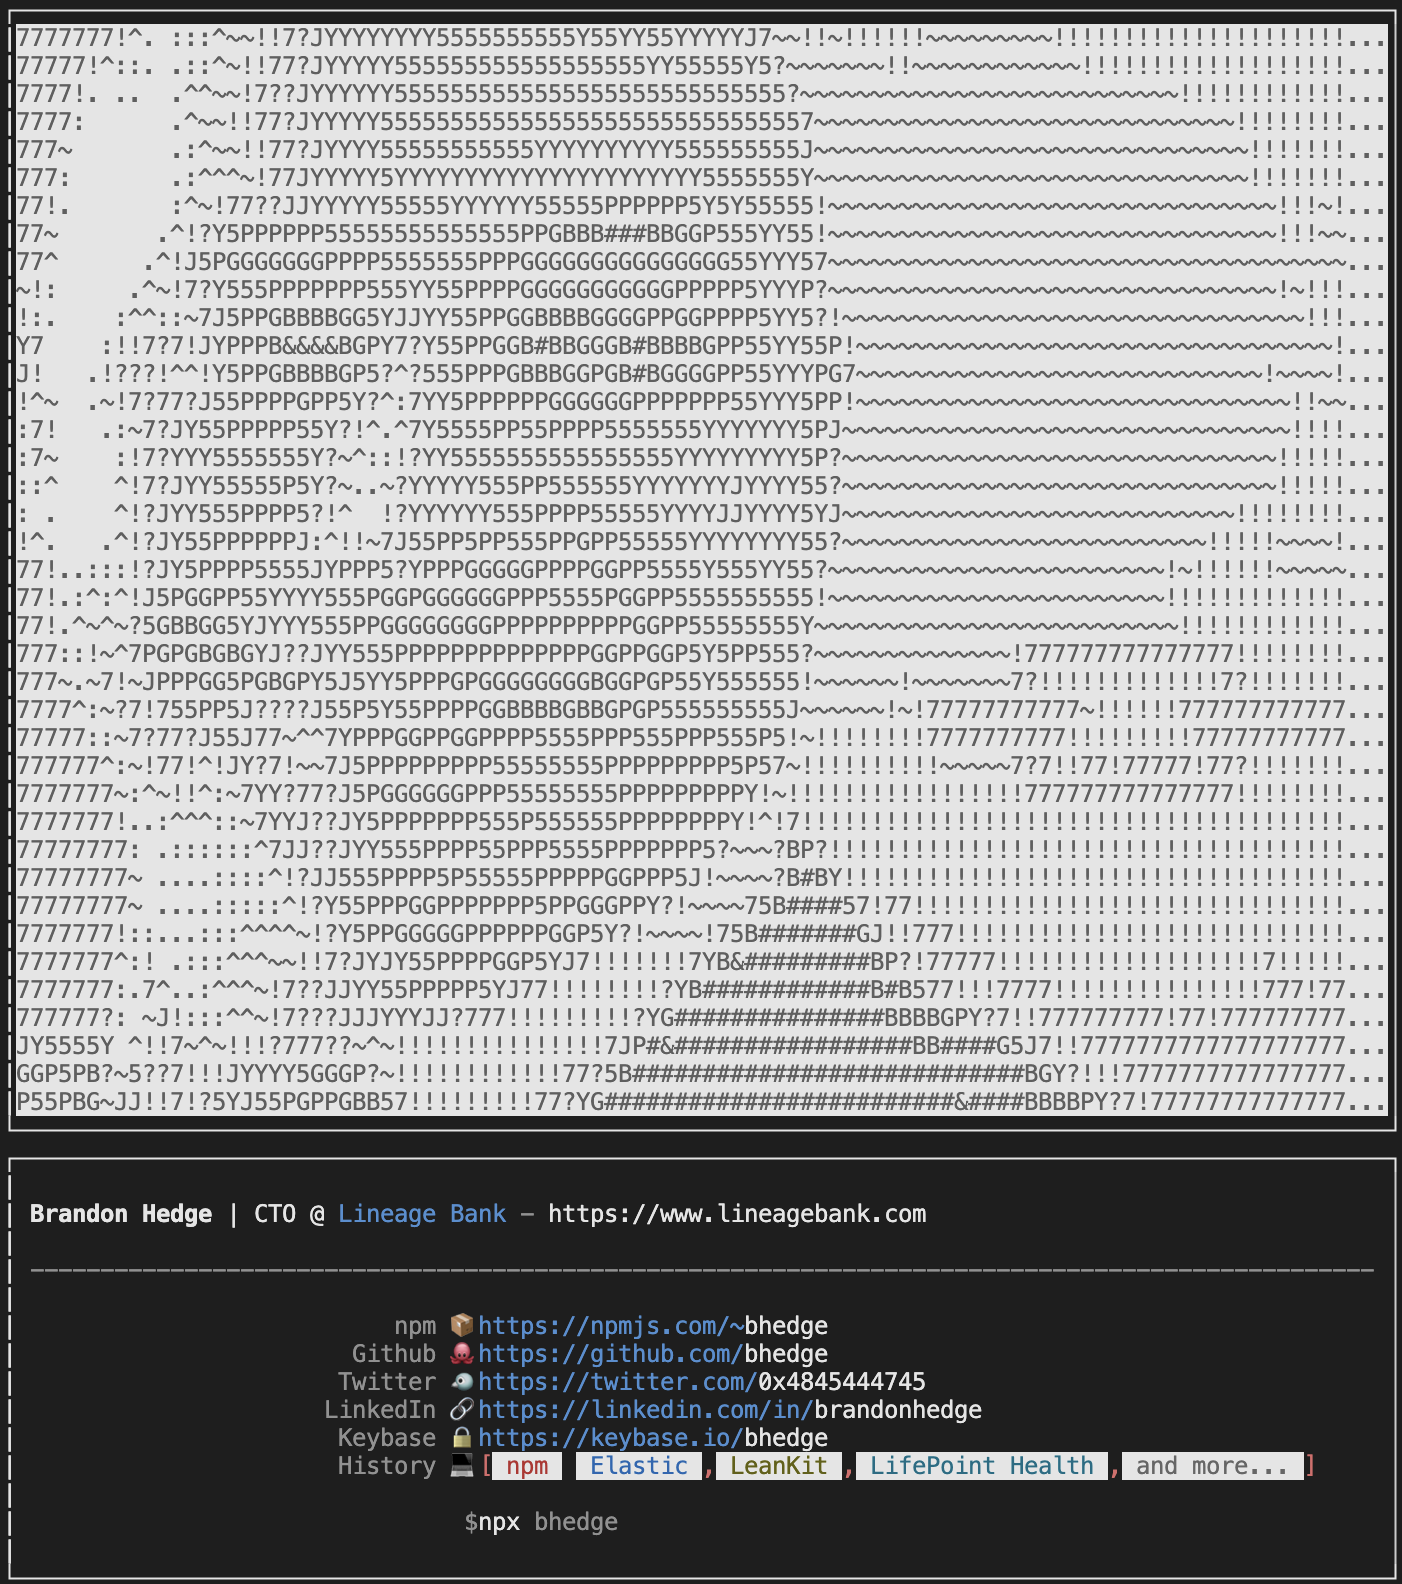 Brandon Hedge | CTO @ Lineage Bank — https://www.lineagebank.com
npm 📦 https://npmjs.com/~bhedge
Github 🐙 https://github.com/bhedge
Twitter 🐦 https://twitter.com/0x4845444745
LinkedIn 🔗 https://linkedin.com/in/brandonhedge
Keybase 🔒 https://keybase.io/bhedge
History 💻 [ npm  Elastic , LeanKit , LifePoint Health , and more... ]
$npx bhedge